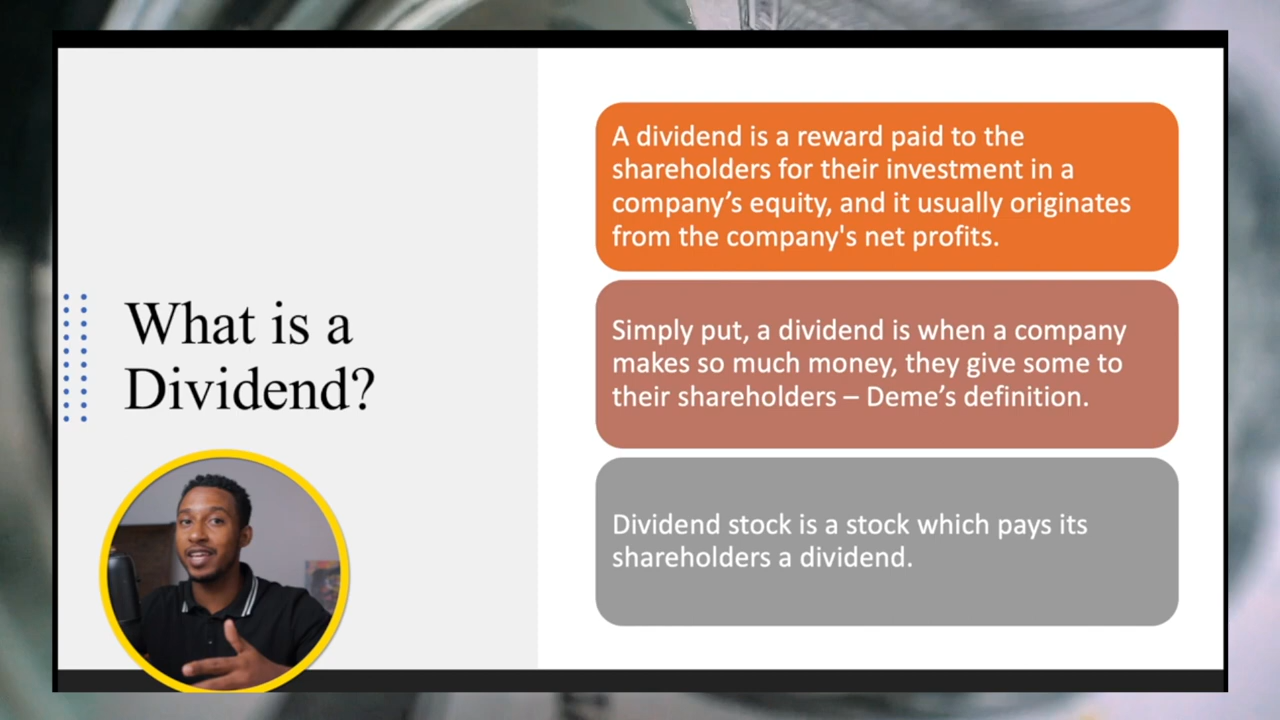 What is a
Dividend?
A dividend is a reward paid to the
shareholders for their investment in a
company’s equity, and it usually originates
from the company's net profits.
Simply put, a dividend is when a company
makes so much money, they give some to
their shareholders – Deme’s definition.
Dividend stock is a stock which pays its
shareholders a dividend.